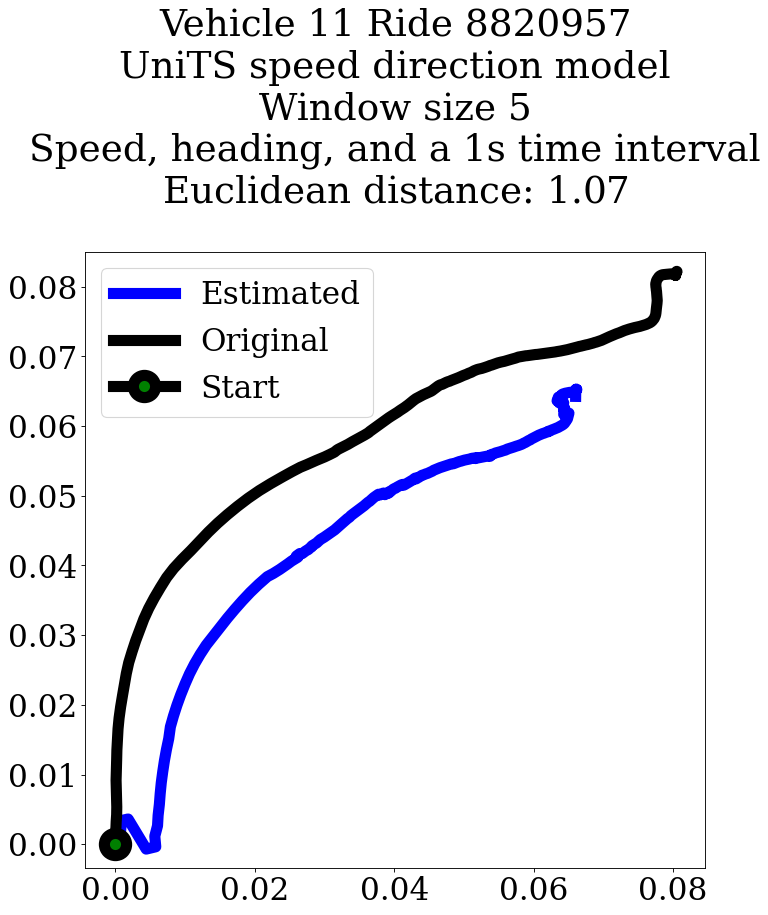 Vehicle 11 Ride 8820957
UniTS speed direction model
Window size 5
Speed, heading, and a 1s time interval
Euclidean distance: 1.07
Estimated
Original
Start
0.08
0.07
0.06
0.05
0.04
0.03
0.02
0.01
0.00
0.00 0.02 0.04 0.06 0.08